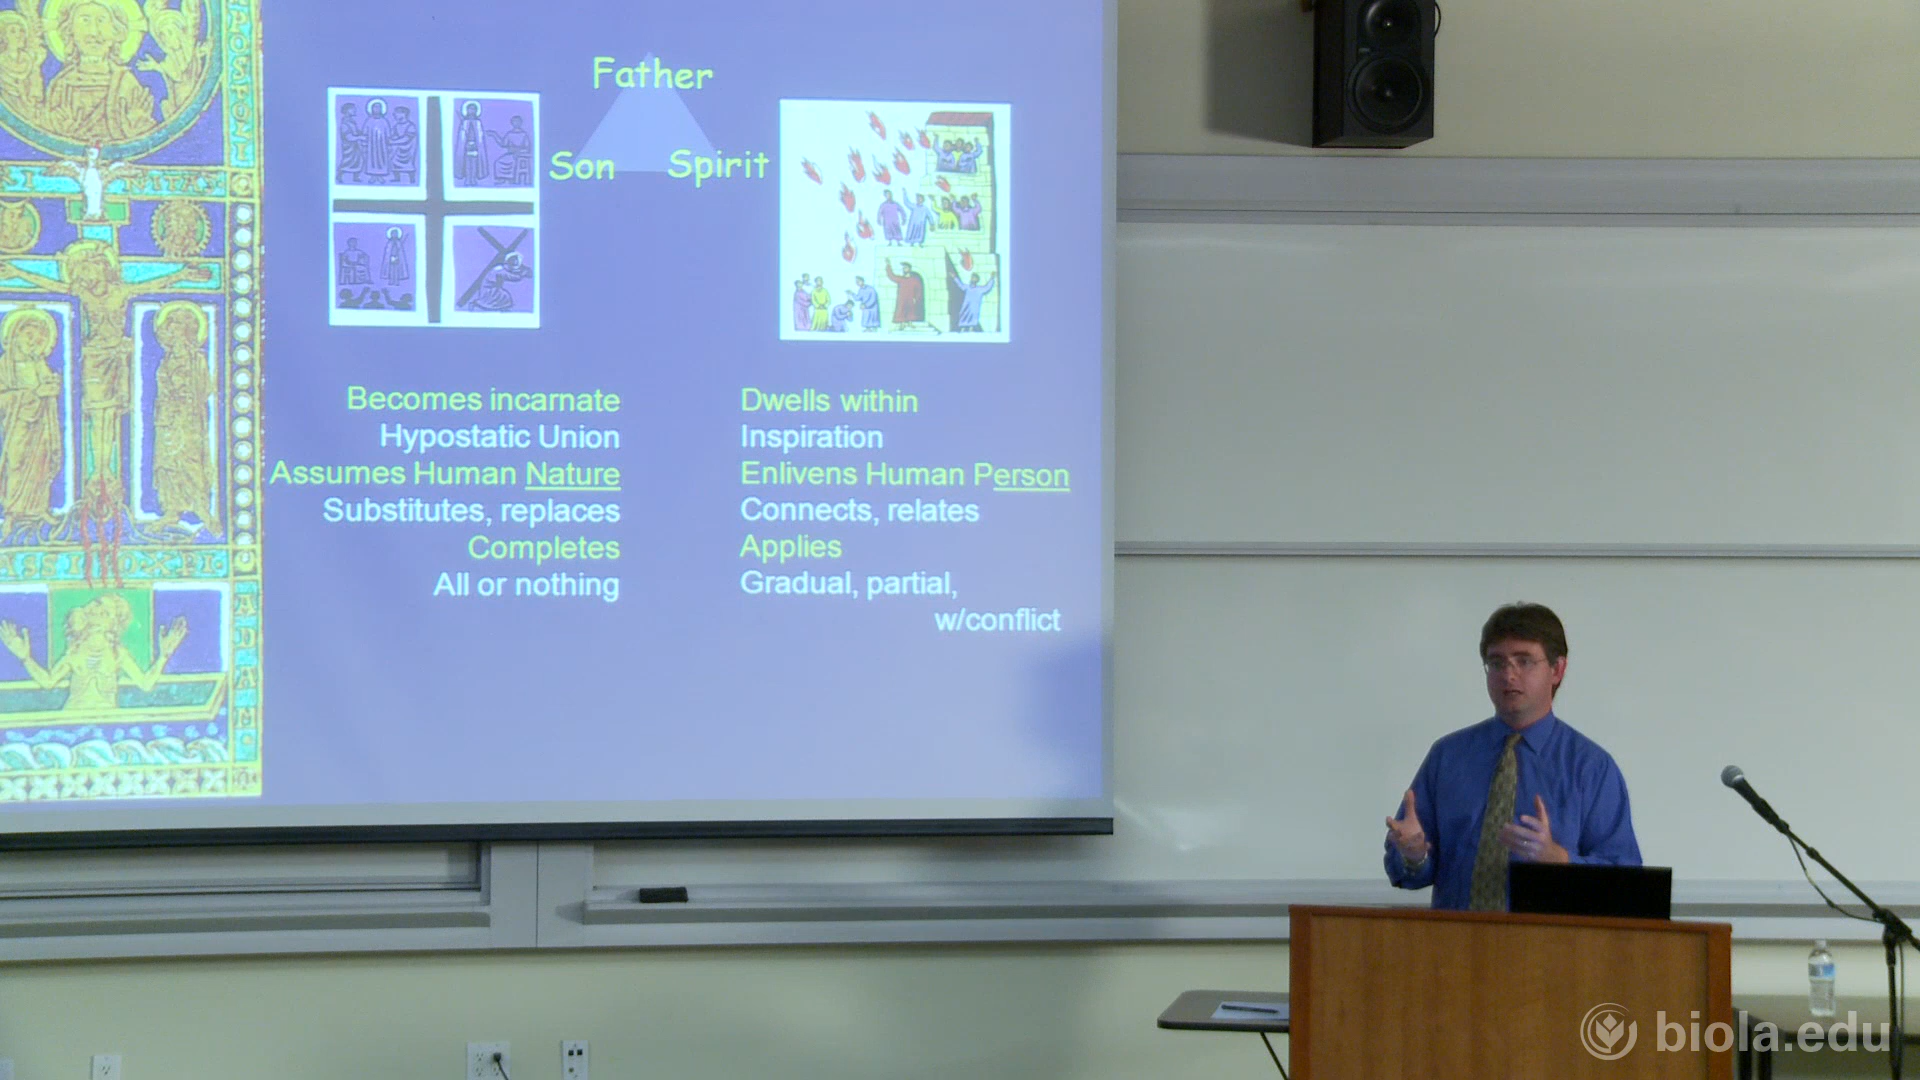 Father
Son
Spirit
Becomes incarnate
Hypostatic Union
Assumes Human Nature
Substitutes, replaces
Completes
All or nothing
Dwells within
Inspiration
Enlivens Human Person
Connects, relates
Applies
Gradual, partial,
w/conflict
biola.edu